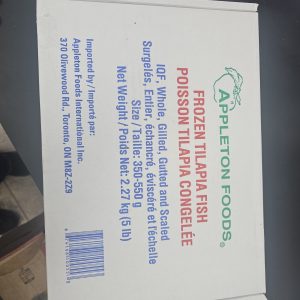 APPLETON FOODS®
FROZEN TILAPIA FISH
POISSON TILAPIA CONGELÉE
IQF, Whole, Gilled, Gutted and Scaled
Surgelés, Entier, échancré, éviscéré et l'échelle
Size / Taille: 350-550 g
Net Weight / Poids Net: 2.27 kg (5 lb)
Imported by / Importé par:
Appleton Foods International Inc.
370 Olivewood Rd., Toronto, ON M8Z-2Z9